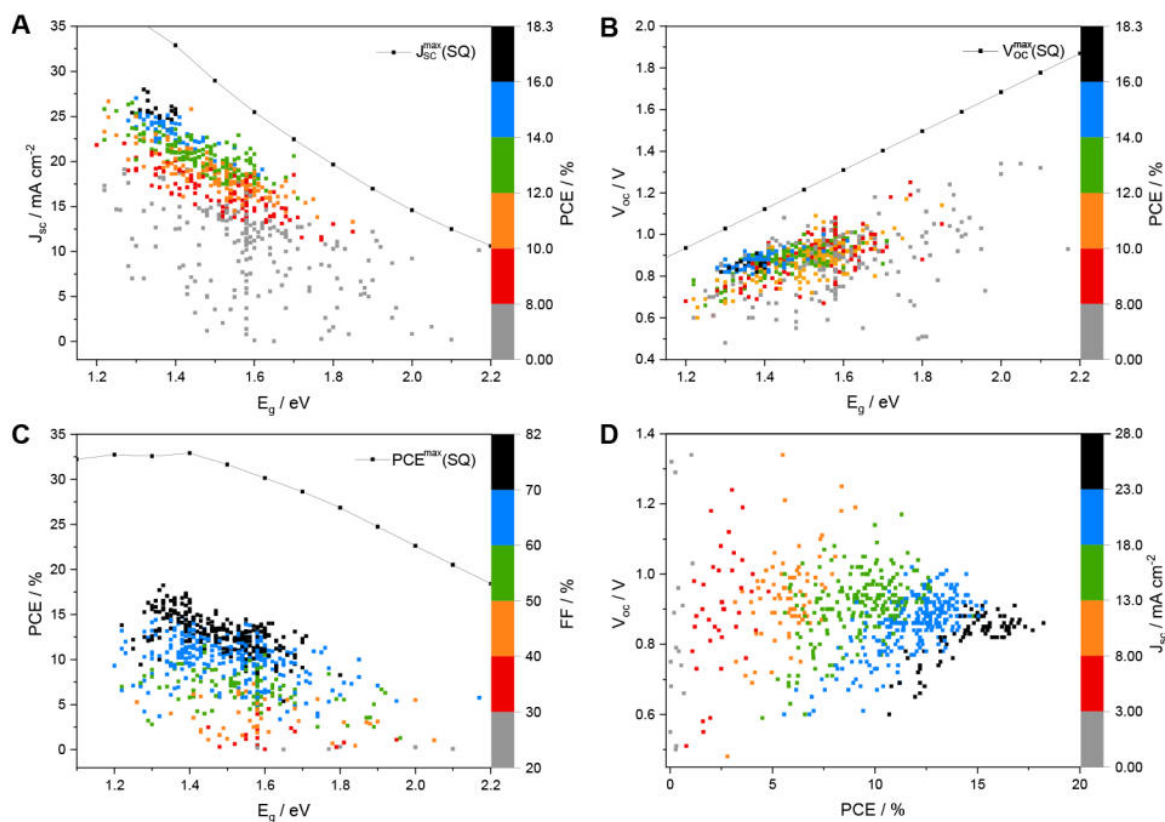 A
35
30
25
20
15
10
5
0
J_sc / mA cm⁻²
J_sc^max(SQ)
1.2 1.4 1.6 1.8 2.0 2.2
E_g / eV
18.3
16.0
14.0
12.0
10.0
8.00
0.00
PCE / %
B
2.0
1.8
1.6
1.4
1.2
1.0
0.8
0.6
0.4
V_oc / V
V_oc^max(SQ)
1.2 1.4 1.6 1.8 2.0 2.2
E_g / eV
18.3
16.0
14.0
12.0
10.0
8.00
0.00
PCE / %
C
35
30
25
20
15
10
5
0
PCE / %
PCE^max(SQ)
1.2 1.4 1.6 1.8 2.0 2.2
E_g / eV
82
70
60
50
40
30
20
FF / %
D
1.4
1.2
1.0
0.8
0.6
V_oc / V
0 5 10 15 20
PCE / %
28.0
23.0
18.0
13.0
8.00
3.00
0.00
J_sc / mA cm⁻²